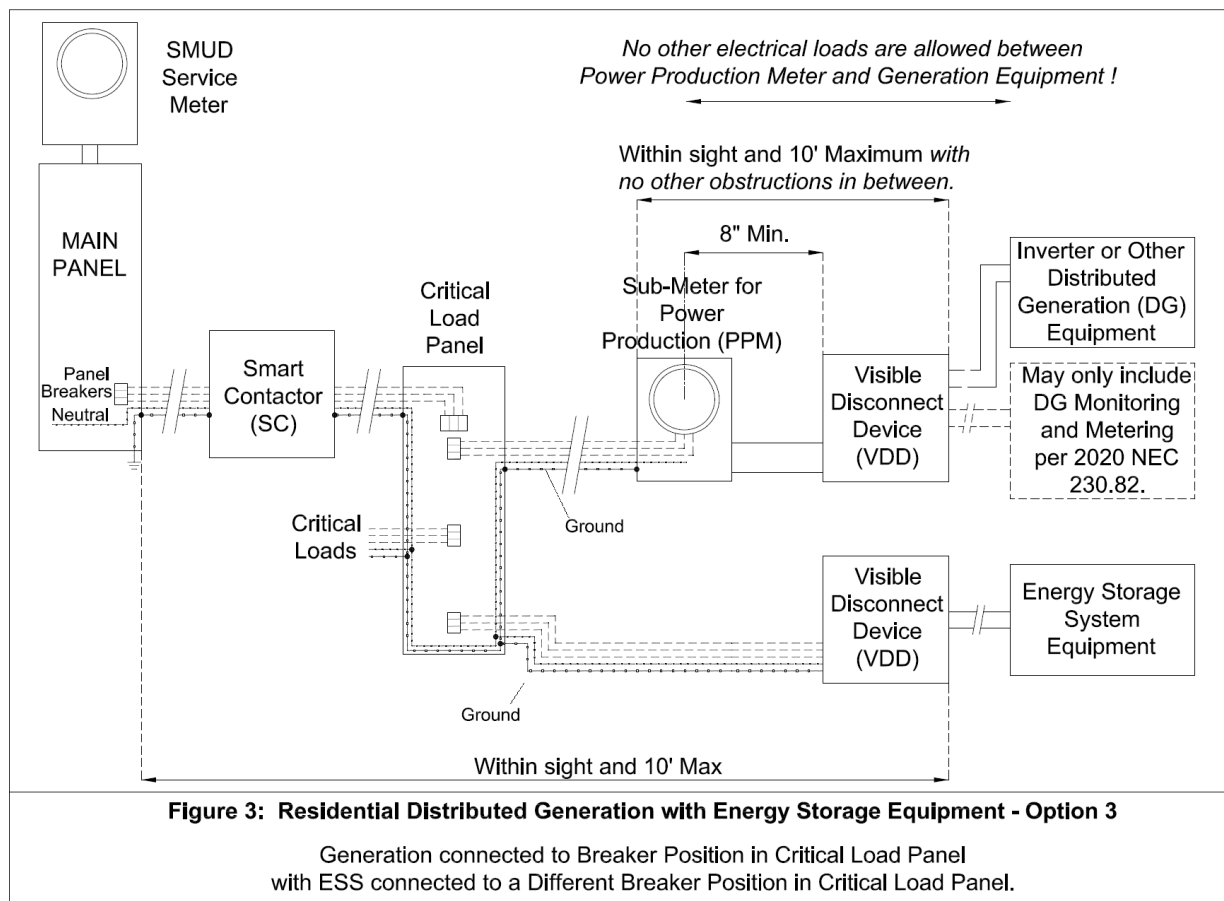 SMUD
Service
Meter
No other electrical loads are allowed between
Power Production Meter and Generation Equipment !
Within sight and 10' Maximum with
no other obstructions in between.
8" Min.
MAIN
PANEL
Critical
Load
Panel
Sub-Meter for
Power
Production (PPM)
Inverter or Other
Distributed
Generation (DG)
Equipment
Panel
Breakers
Neutral
Smart
Contactor
(SC)
Visible
Disconnect
Device
(VDD)
May only include
DG Monitoring
and Metering
per 2020 NEC
230.82.
Ground
Critical
Loads
Visible
Disconnect
Device
(VDD)
Energy Storage
System
Equipment
Ground
Within sight and 10' Max
Figure 3: Residential Distributed Generation with Energy Storage Equipment - Option 3
Generation connected to Breaker Position in Critical Load Panel
with ESS connected to a Different Breaker Position in Critical Load Panel.